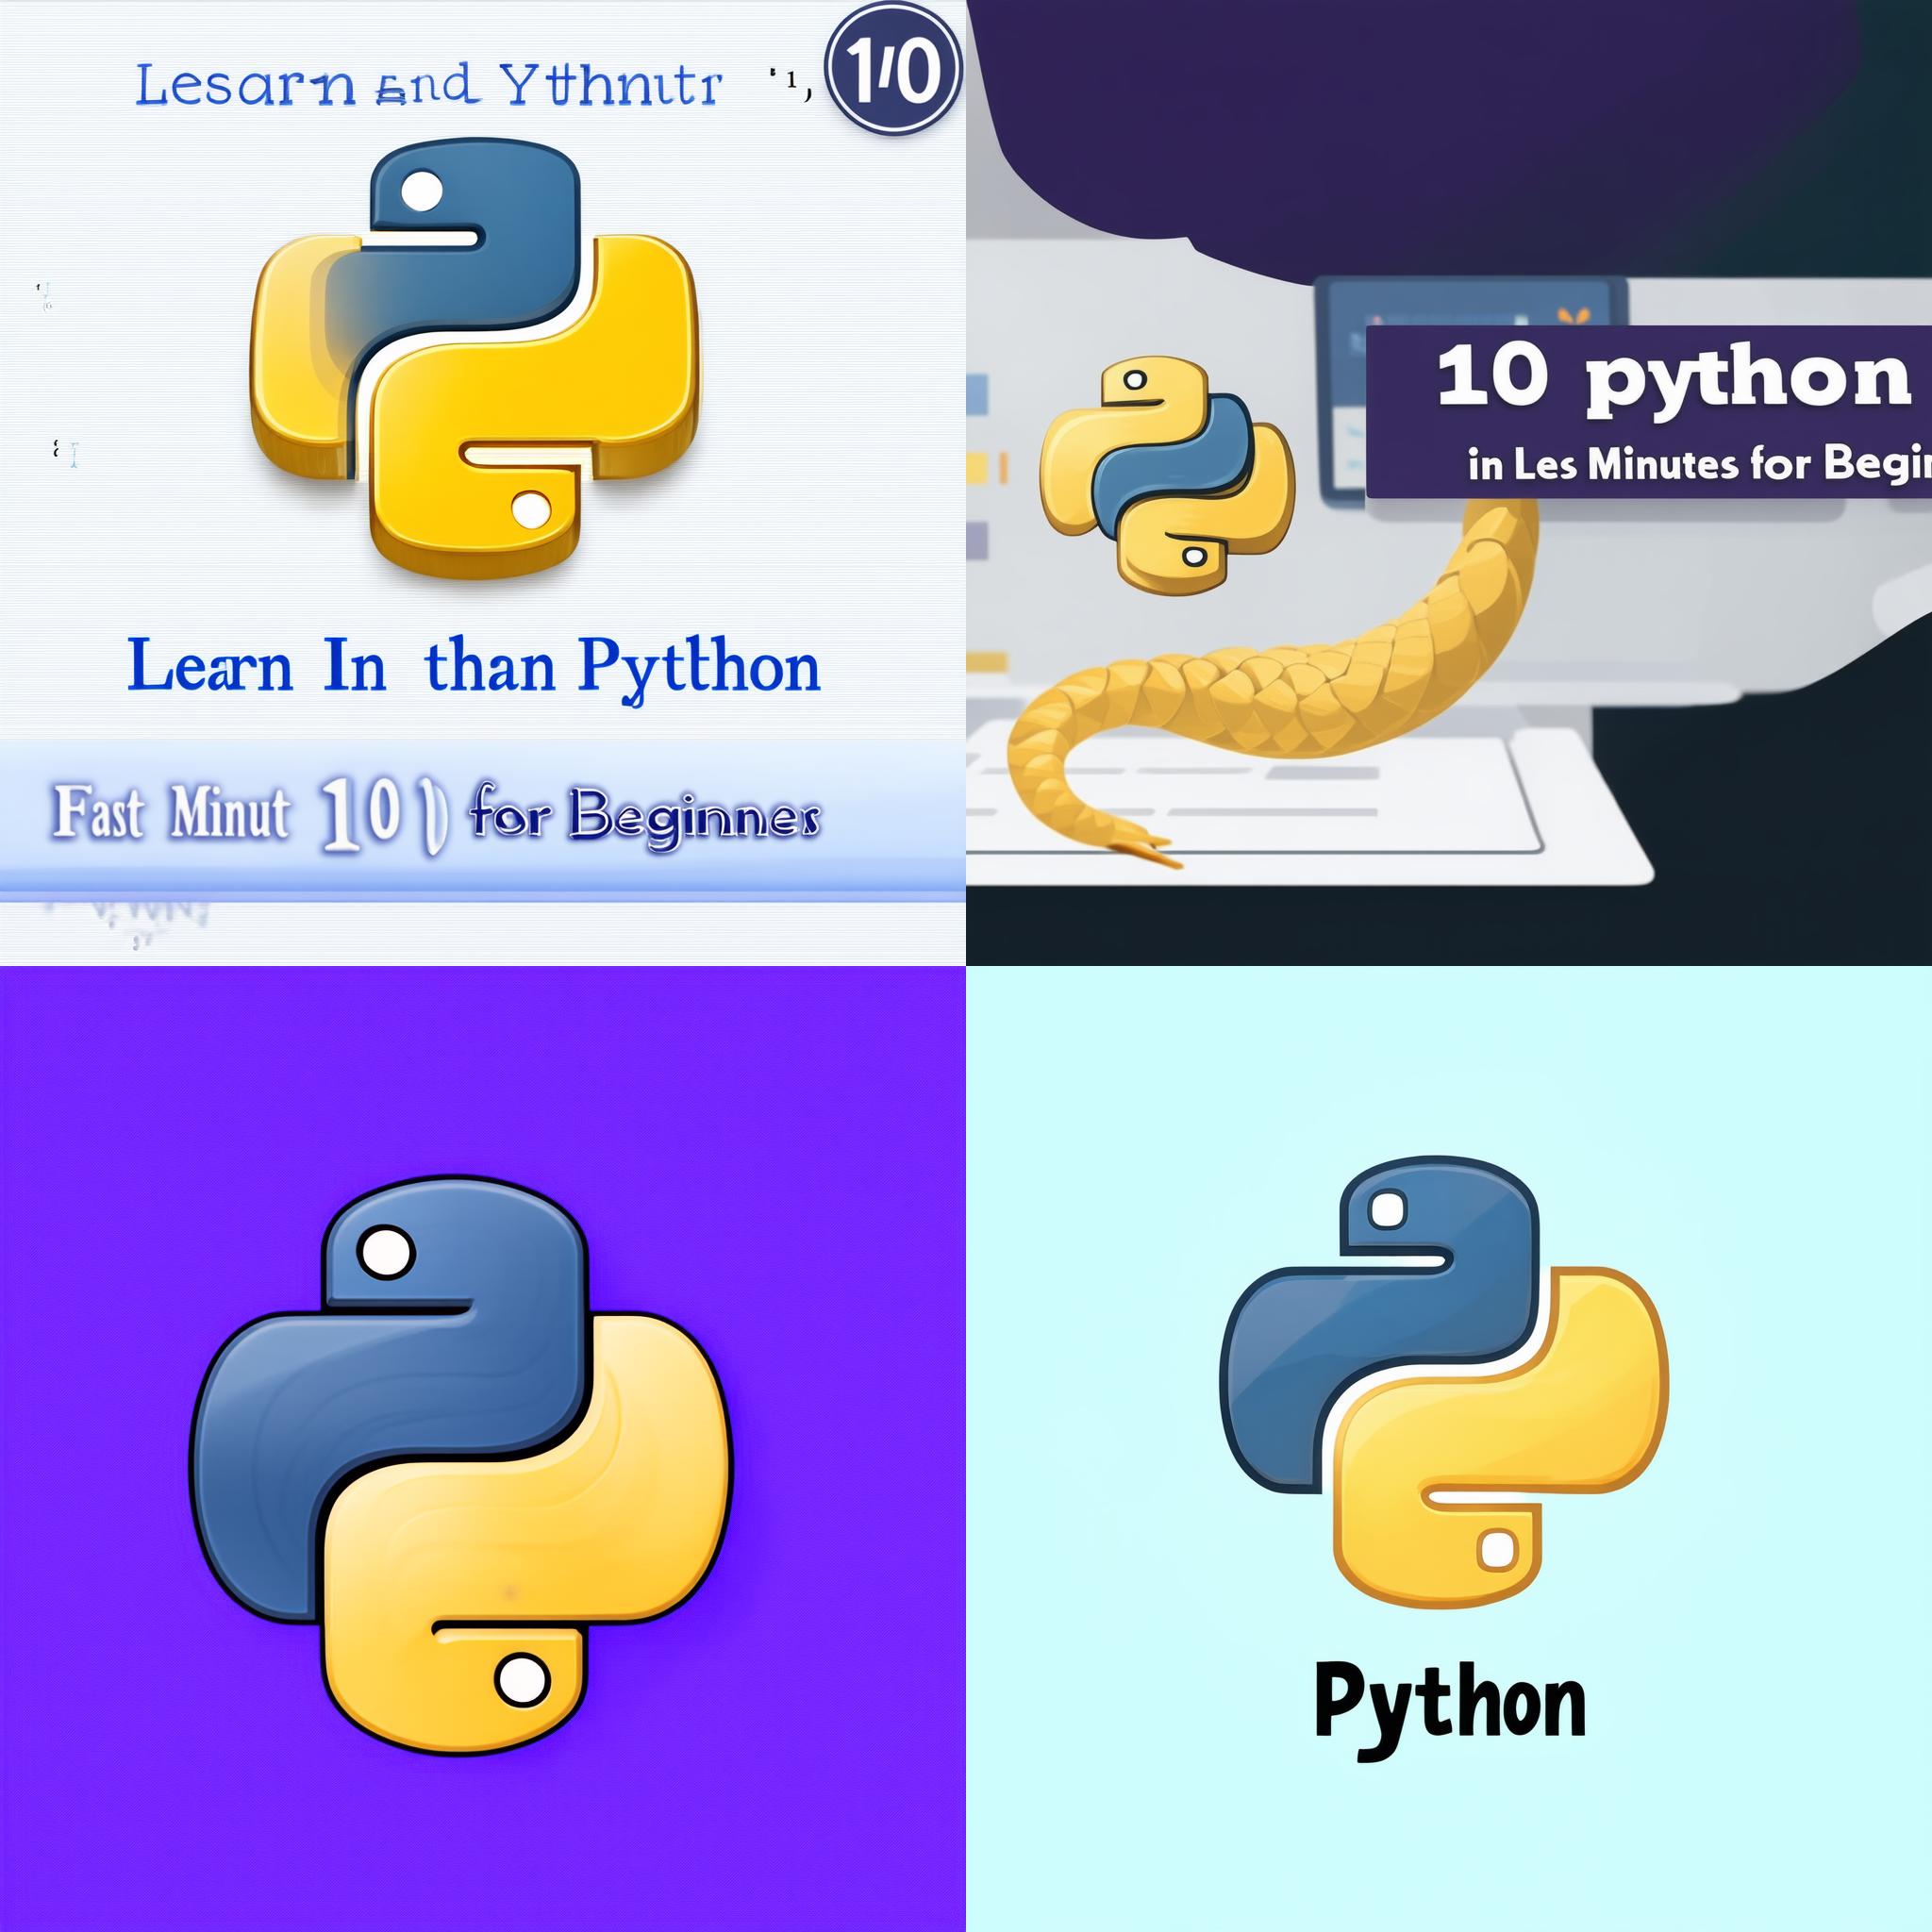 Lesarn and Ythnutr
1/0
Learn In than Pytthon
Fast Minut 10 ) for Beginnes
10 python
in Les Minutes for Begin
Python